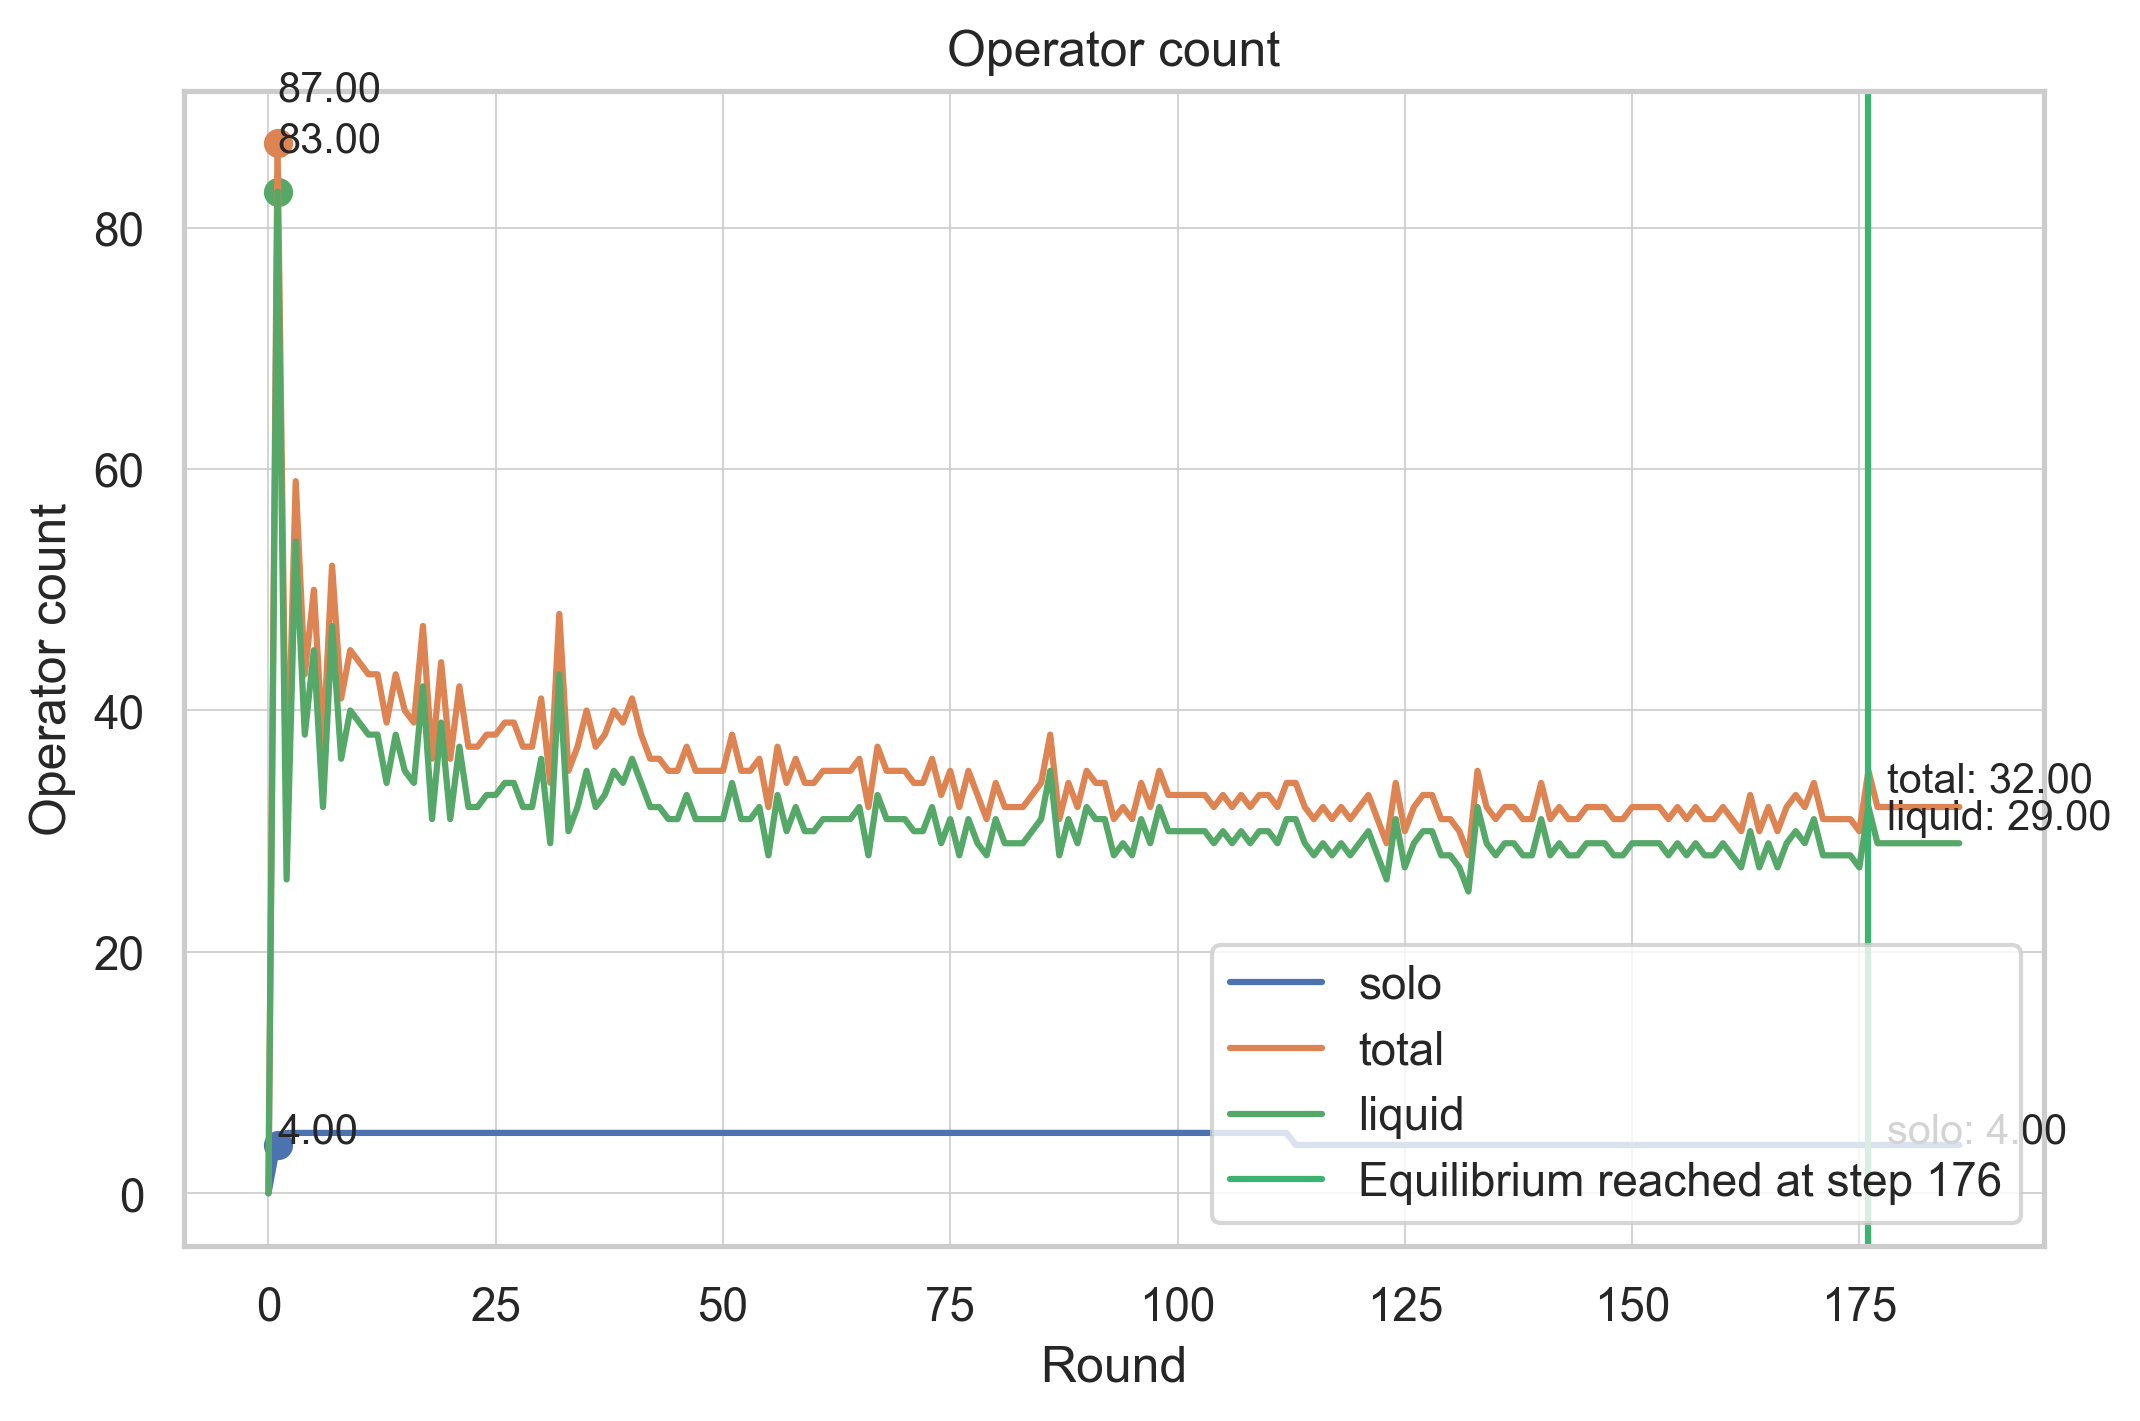 Operator count
87.00
83.00
80
60
40
20
0
Operator count
total: 32.00
liquid: 29.00
4.00
solo: 4.00
solo
total
liquid
Equilibrium reached at step 176
0 25 50 75 100 125 150 175
Round